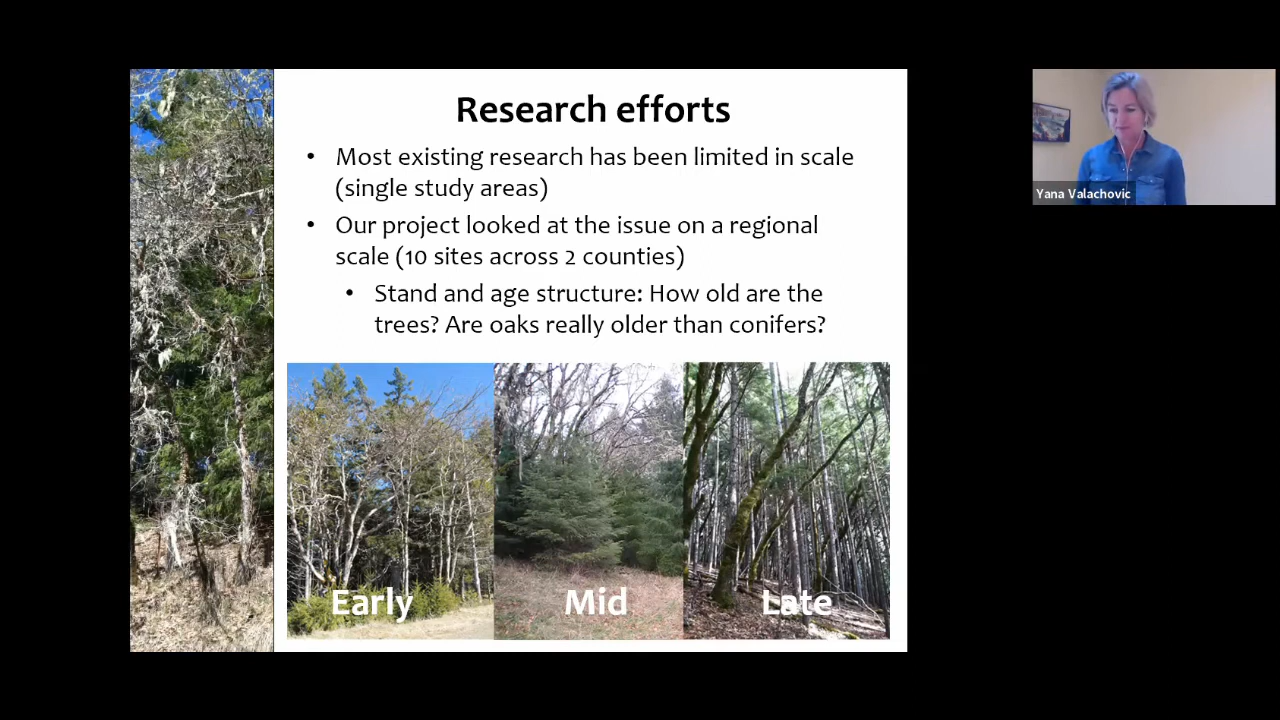 Research efforts
• Most existing research has been limited in scale
(single study areas)
• Our project looked at the issue on a regional
scale (10 sites across 2 counties)
• Stand and age structure: How old are the
trees? Are oaks really older than conifers?
Early
Mid
Late
Yana Valachovic